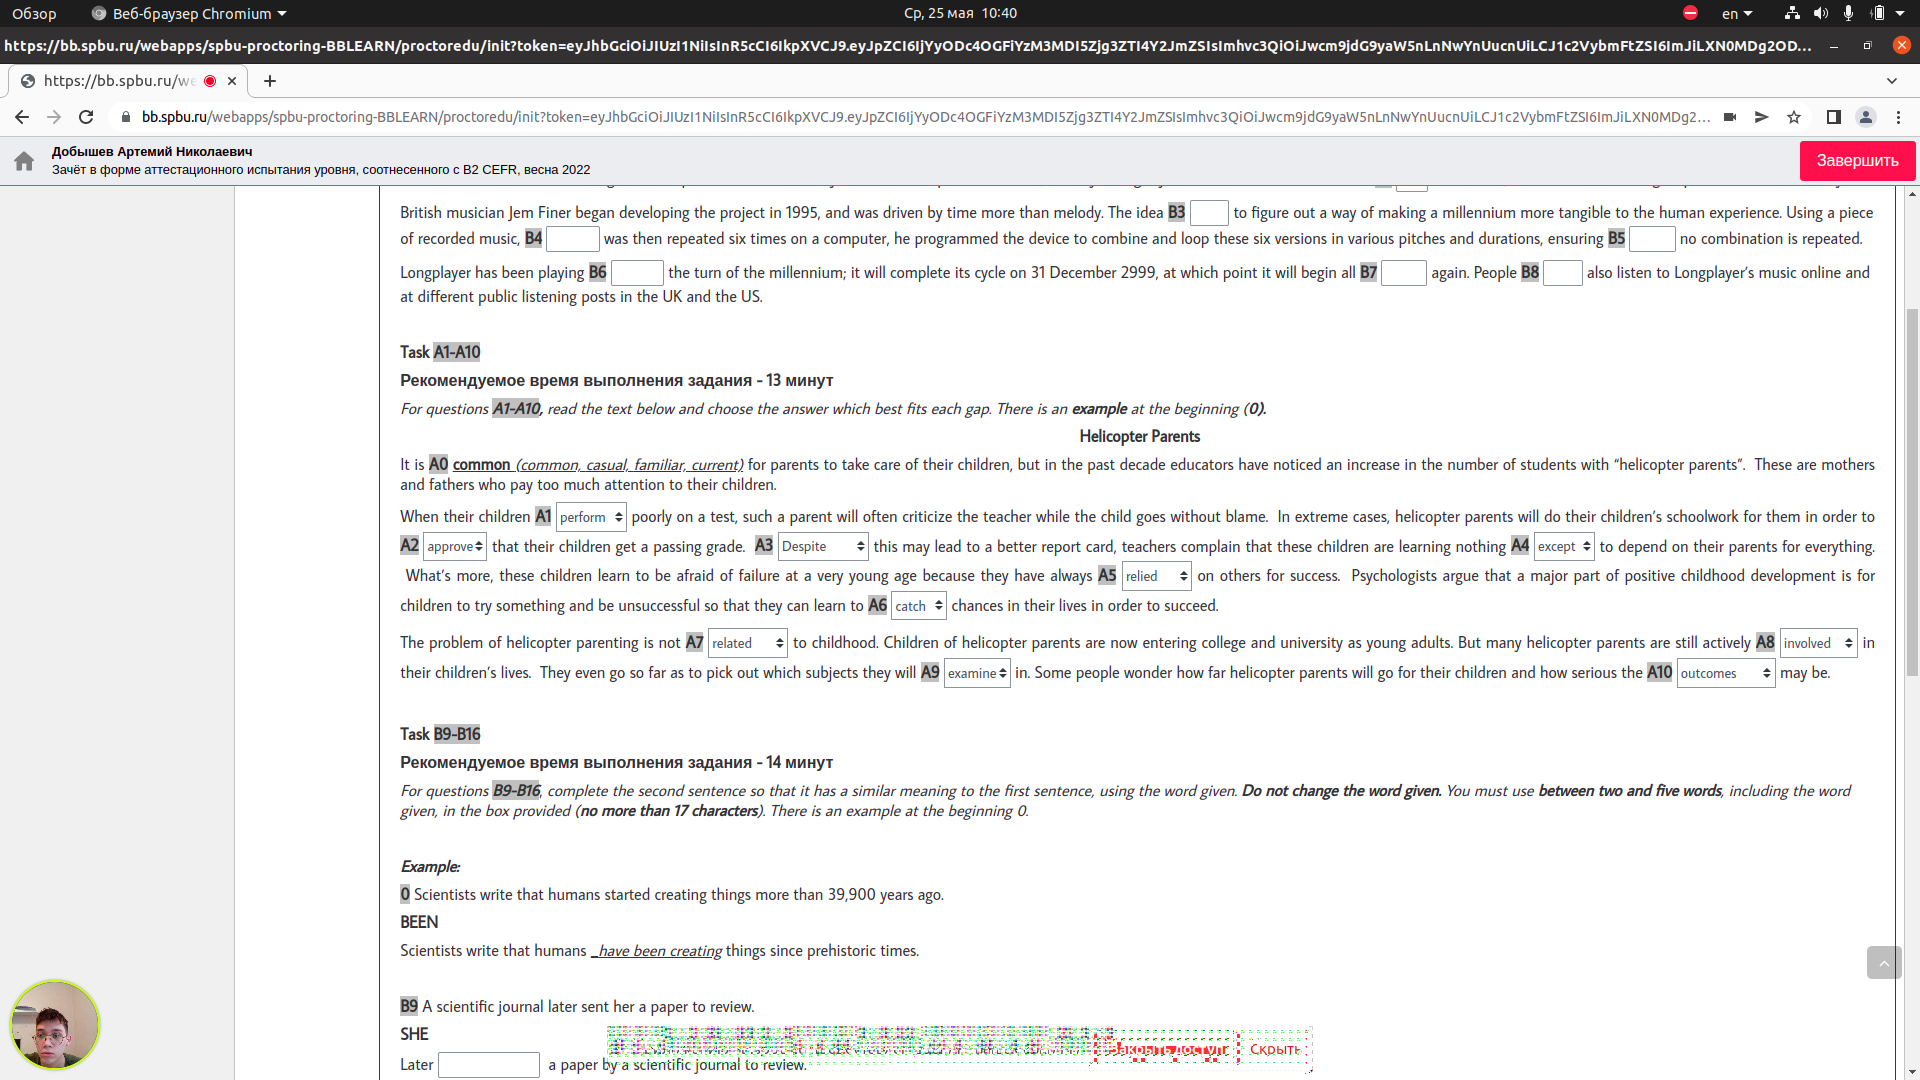 Обзор
Веб-браузер Chromium
Ср, 25 мая 10:40
en
https://bb.spbu.ru/webapps/spbu-proctoring-BBLEARN/proctoredu/init?token=eyJhbGciOiJIUzI1NiIsInR5cCI6IkpXVCJ9.eyJpZCI6IjYyODc4OGFiYzM3MDI5Zjg3ZTI4Y2JmZSIsImhvc3QiOiJwcm9jdG9yaW5nLnNwYnUucnUiLCJ1c2VybmFtZSI6ImJiLXN0MDg2OD...
https://bb.spbu.ru/we
bb.spbu.ru/webapps/spbu-proctoring-BBLEARN/proctoredu/init?token=eyJhbGciOiJIUzI1NiIsInR5cCI6IkpXVCJ9.eyJpZCI6IjYyODc4OGFiYzM3MDI5Zjg3ZTI4Y2JmZSIsImhvc3QiOiJwcm9jdG9yaW5nLnNwYnUucnUiLCJ1c2VybmFtZSI6ImJiLXN0MDg2...
Добышев Артемий Николаевич
Зачёт в форме аттестационного испытания уровня, соотнесенного с B2 CEFR, весна 2022
Завершить
British musician Jem Finer began developing the project in 1995, and was driven by time more than melody. The idea B3 to figure out a way of making a millennium more tangible to the human experience. Using a piece
of recorded music, B4 was then repeated six times on a computer, he programmed the device to combine and loop these six versions in various pitches and durations, ensuring B5 no combination is repeated.
Longplayer has been playing B6 the turn of the millennium; it will complete its cycle on 31 December 2999, at which point it will begin all B7 again. People B8 also listen to Longplayer's music online and
at different public listening posts in the UK and the US.
Task A1-A10
Рекомендуемое время выполнения задания - 13 минут
For questions A1-A10, read the text below and choose the answer which best fits each gap. There is an example at the beginning (0).
Helicopter Parents
It is A0 common (common, casual, familiar, current) for parents to take care of their children, but in the past decade educators have noticed an increase in the number of students with “helicopter parents”. These are mothers
and fathers who pay too much attention to their children.
When their children A1 perform poorly on a test, such a parent will often criticize the teacher while the child goes without blame. In extreme cases, helicopter parents will do their children's schoolwork for them in order to
A2 approve that their children get a passing grade. A3 Despite this may lead to a better report card, teachers complain that these children are learning nothing A4 except to depend on their parents for everything.
What's more, these children learn to be afraid of failure at a very young age because they have always A5 relied on others for success. Psychologists argue that a major part of positive childhood development is for
children to try something and be unsuccessful so that they can learn to A6 catch chances in their lives in order to succeed.
The problem of helicopter parenting is not A7 related to childhood. Children of helicopter parents are now entering college and university as young adults. But many helicopter parents are still actively A8 involved in
their children's lives. They even go so far as to pick out which subjects they will A9 examine in. Some people wonder how far helicopter parents will go for their children and how serious the A10 outcomes may be.
Task B9-B16
Рекомендуемое время выполнения задания - 14 минут
For questions B9-B16, complete the second sentence so that it has a similar meaning to the first sentence, using the word given. Do not change the word given. You must use between two and five words, including the word
given, in the box provided (no more than 17 characters). There is an example at the beginning 0.
Example:
0 Scientists write that humans started creating things more than 39,900 years ago.
BEEN
Scientists write that humans _have been creating things since prehistoric times.
B9 A scientific journal later sent her a paper to review.
SHE
Закрыть доступ
Скрыть
Later a paper by a scientific journal to review.